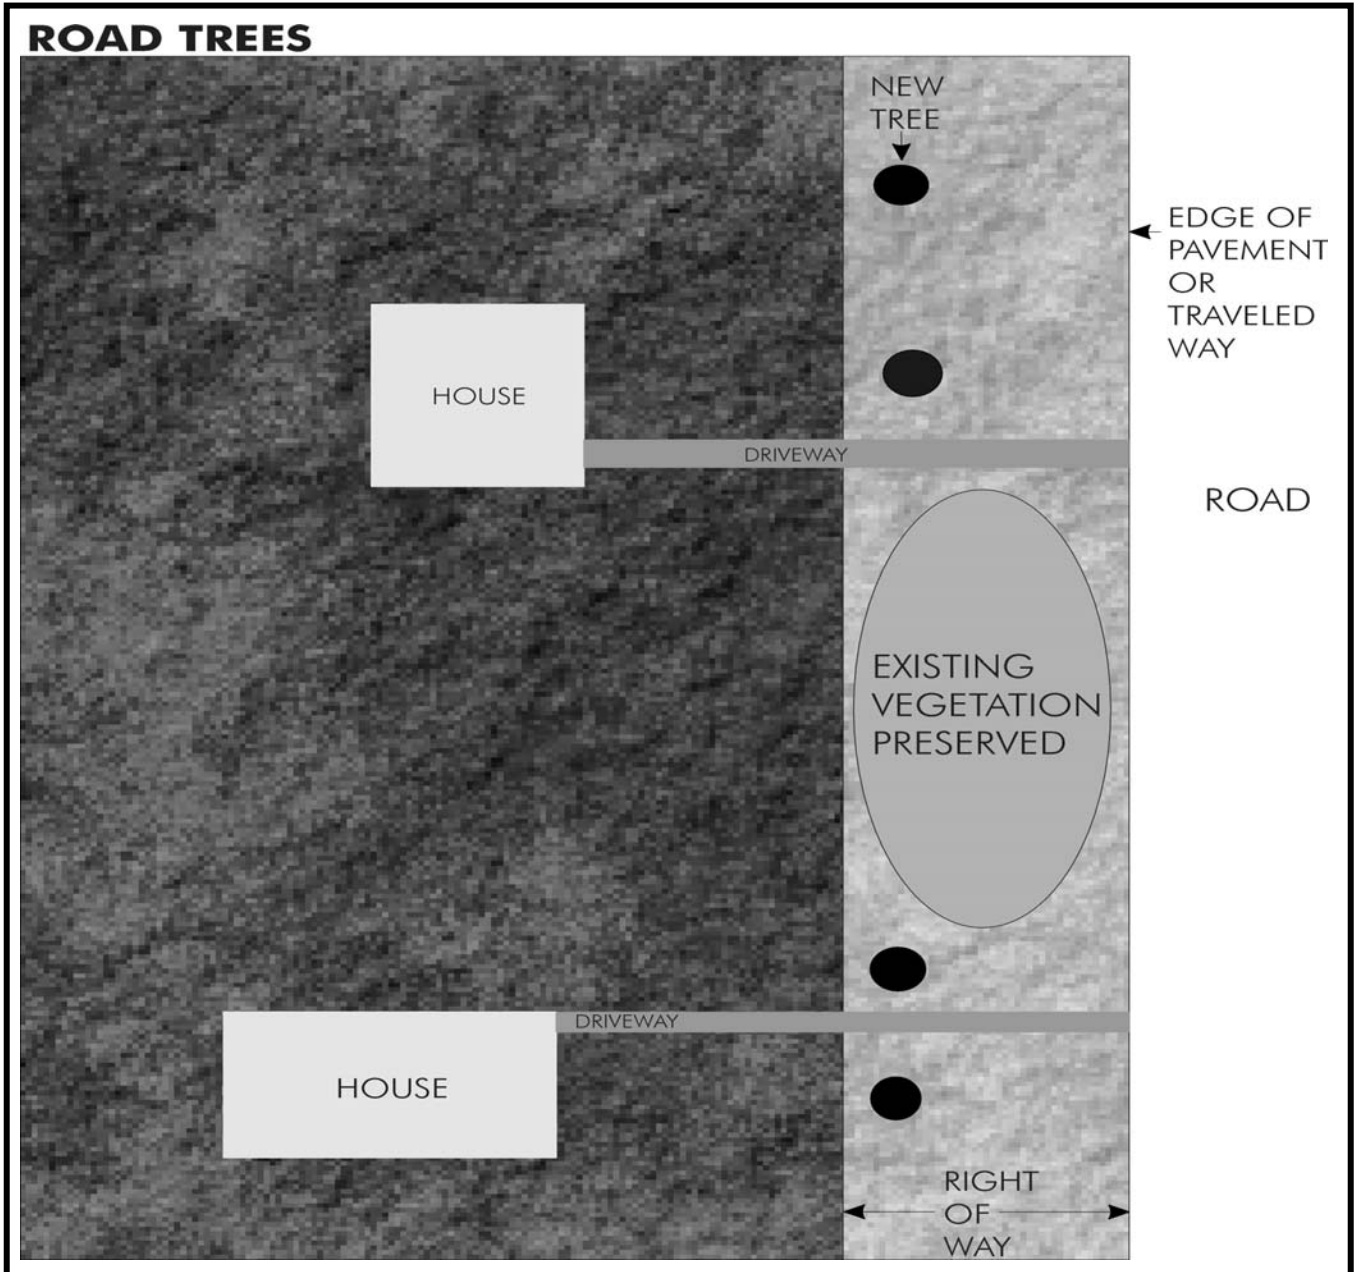 ROAD TREES
NEW
TREE
EDGE OF
PAVEMENT
OR
TRAVELED
WAY
HOUSE
DRIVEWAY
ROAD
EXISTING
VEGETATION
PRESERVED
DRIVEWAY
HOUSE
RIGHT
OF
WAY